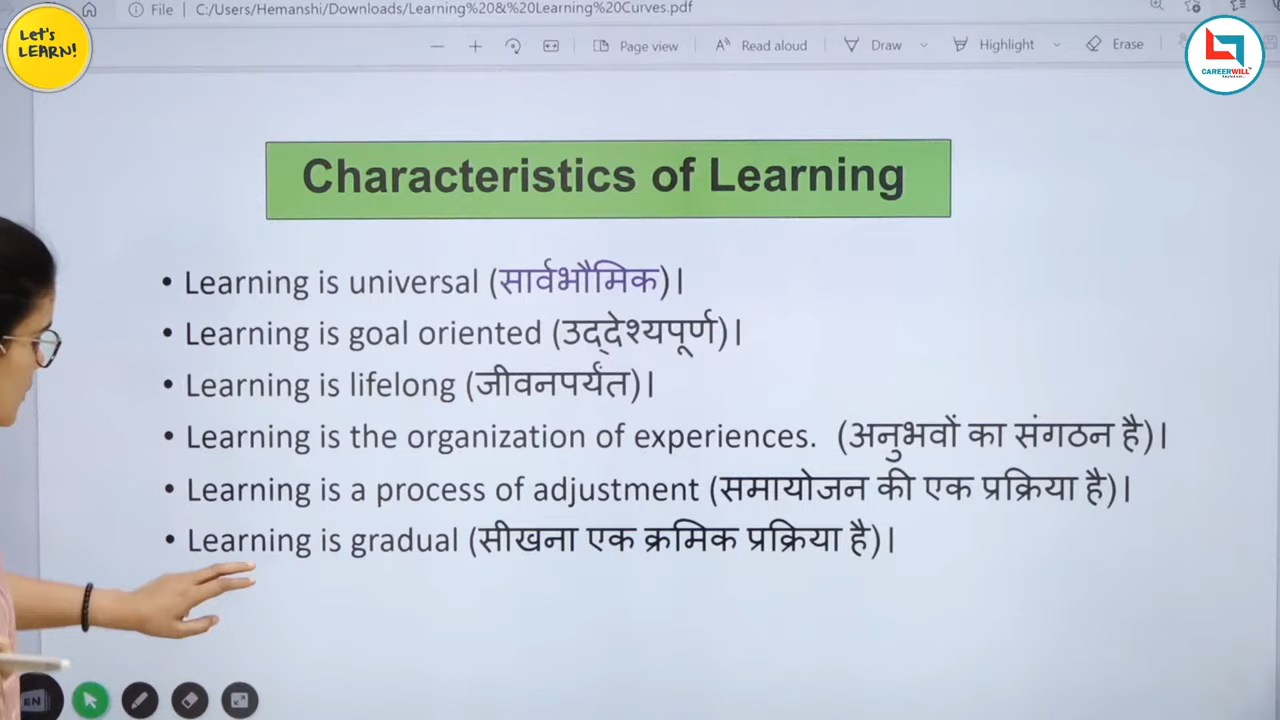 Let's
LEARN!
File | C:/Users/Hemanshi/Downloads/Learning%20&%20Learning%20Curves.pdf
Page view
Read aloud
Draw
Highlight
Erase
CAREERWILL
Characteristics of Learning
• Learning is universal (सार्वभौमिक)।
• Learning is goal oriented (उद्देश्यपूर्ण)।
• Learning is lifelong (जीवनपर्यंत)।
• Learning is the organization of experiences. (अनुभवों का संगठन है)।
• Learning is a process of adjustment (समायोजन की एक प्रक्रिया है)।
• Learning is gradual (सीखना एक क्रमिक प्रक्रिया है)।
EN